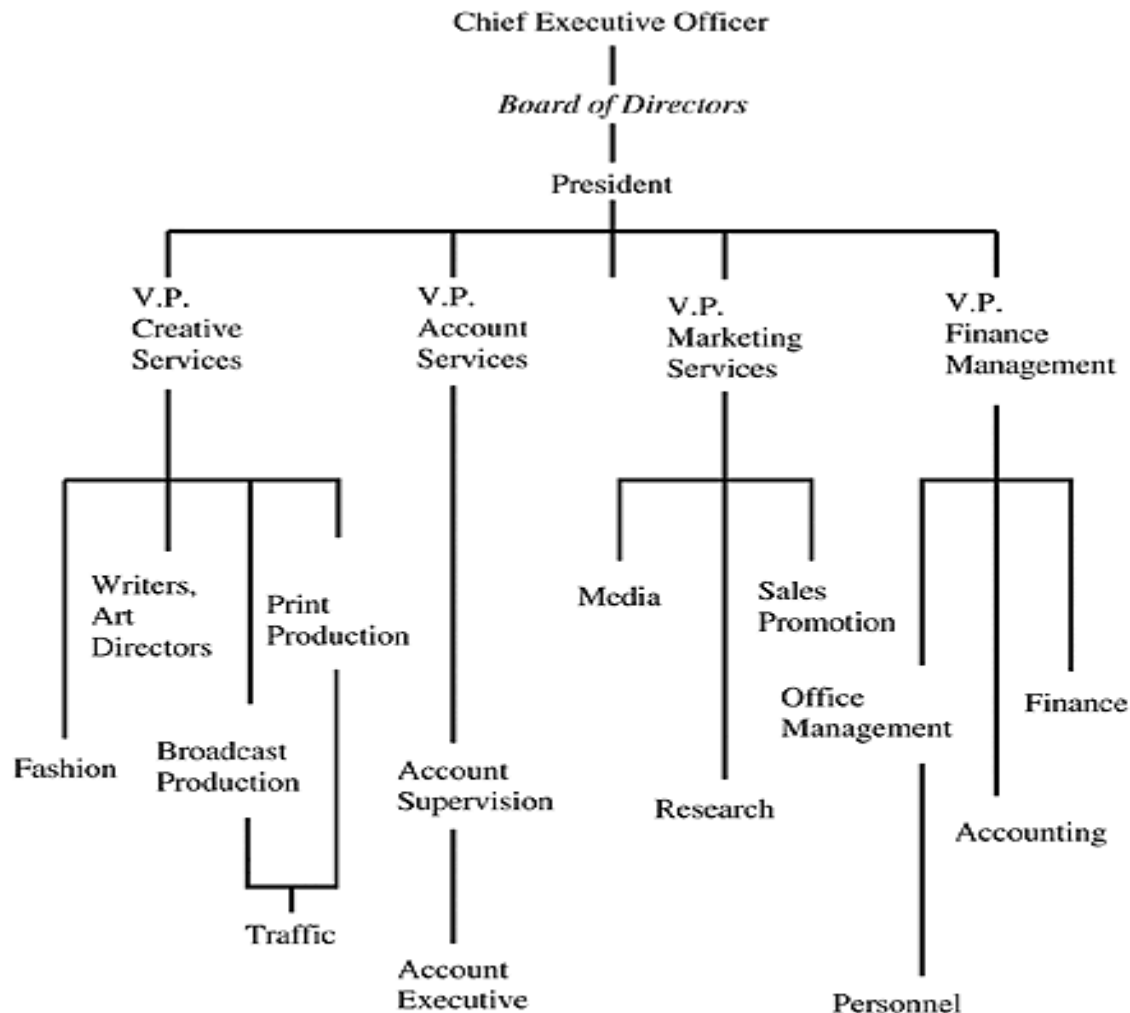 Chief Executive Officer
Board of Directors
President
V.P.
Creative
Services
V.P.
Account
Services
V.P.
Marketing
Services
V.P.
Finance
Management
Fashion
Writers,
Art
Directors
Broadcast
Production
Print
Production
Traffic
Account
Supervision
Account
Executive
Media
Research
Sales
Promotion
Office
Management
Personnel
Accounting
Finance